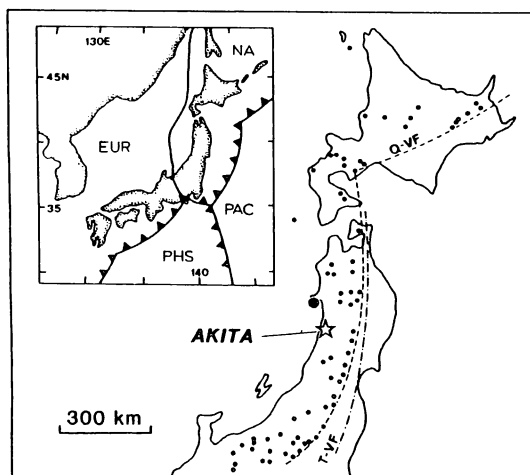 130E
NA
45N
EUR
Q-VF
35
PAC
PHS
140
AKITA
300 km
T-VF